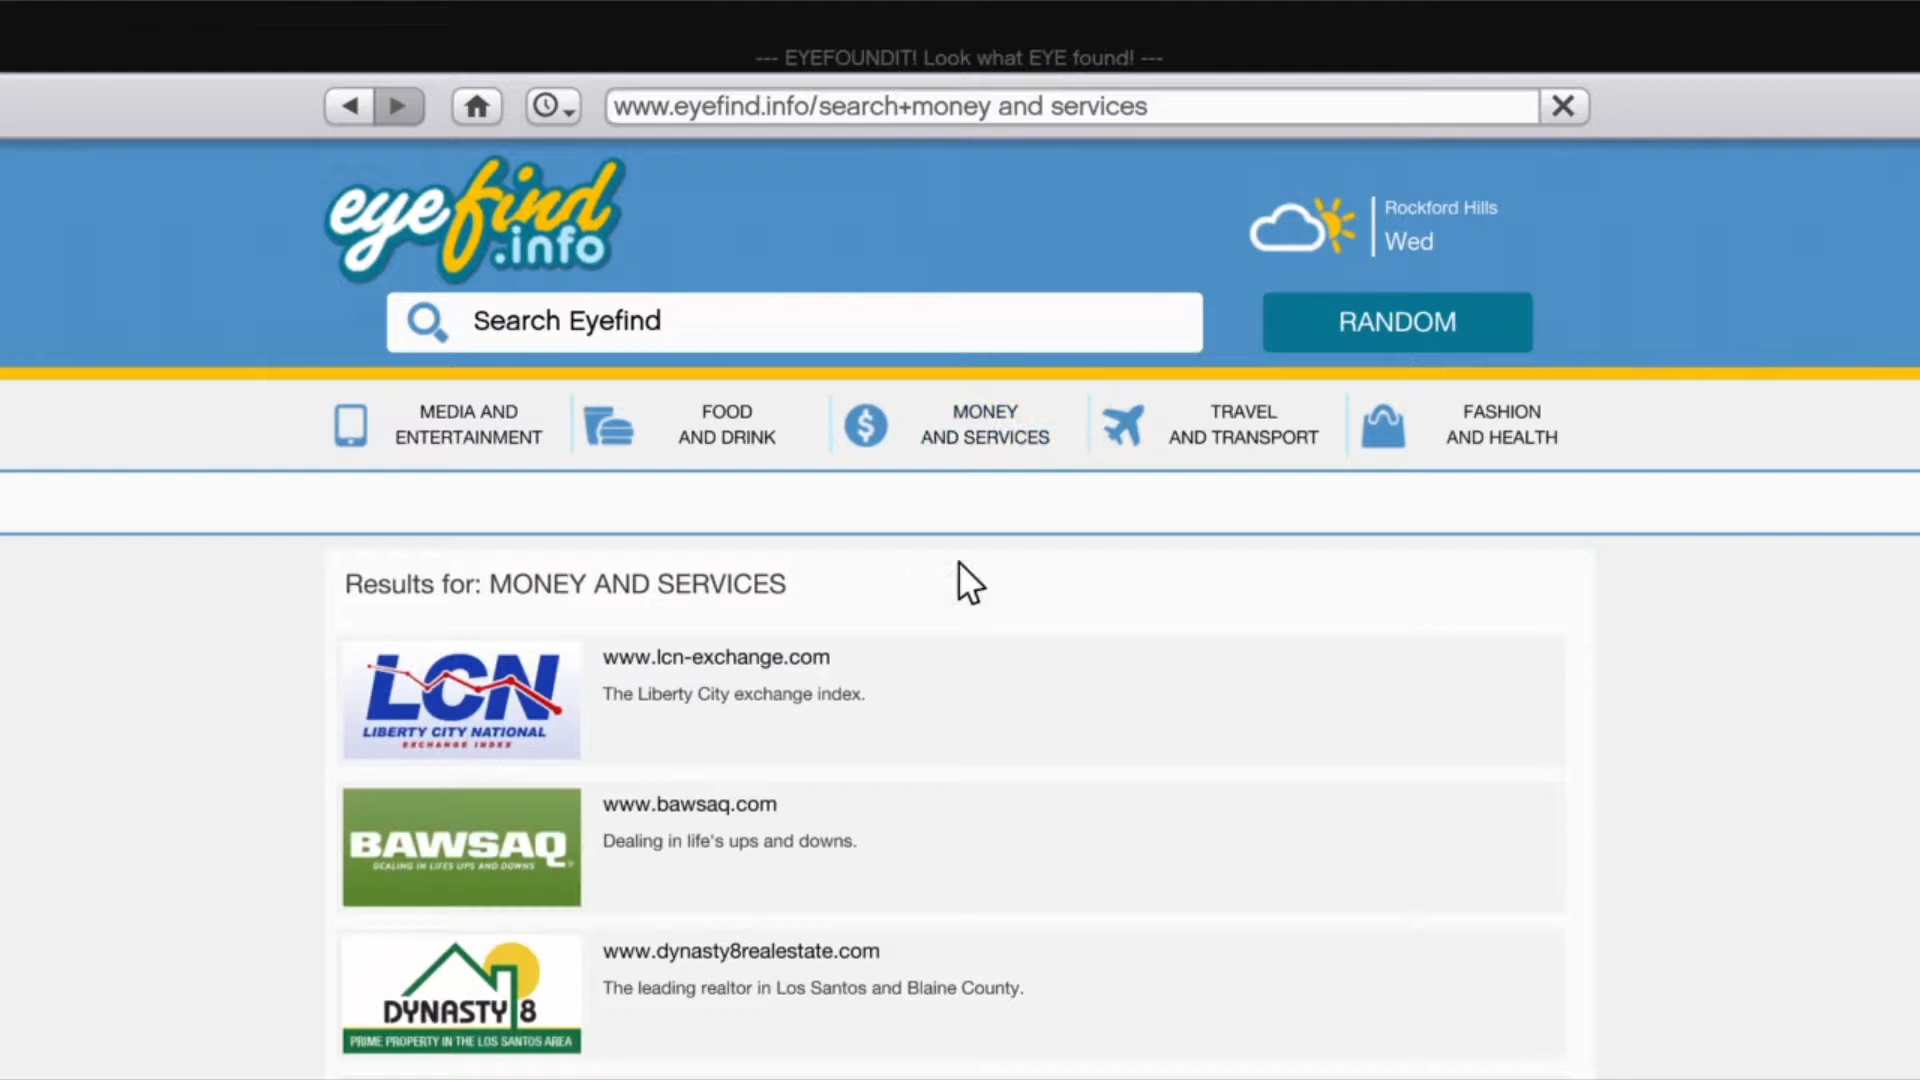 --- EYEFOUNDIT! Look what EYE found! ---
www.eyefind.info/search+money and services
eyefind
.info
Rockford Hills
Wed
Search Eyefind
RANDOM
MEDIA AND
ENTERTAINMENT
FOOD
AND DRINK
MONEY
AND SERVICES
TRAVEL
AND TRANSPORT
FASHION
AND HEALTH
Results for: MONEY AND SERVICES
LCN
LIBERTY CITY NATIONAL
EXCHANGE INDEX
www.lcn-exchange.com
The Liberty City exchange index.
BAWSAQ
DEALING IN LIFES UPS AND DOWNS
www.bawsaq.com
Dealing in life's ups and downs.
DYNASTY 8
PRIME PROPERTY IN THE LOS SANTOS AREA
www.dynasty8realestate.com
The leading realtor in Los Santos and Blaine County.